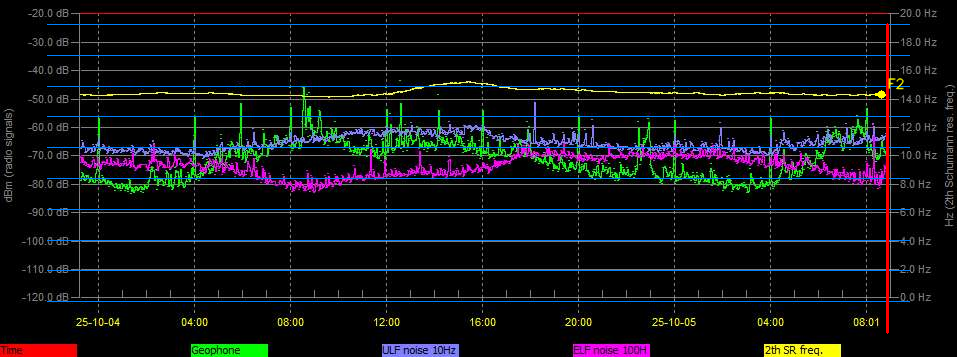 -20.0 dB 20.0 Hz
-30.0 dB 18.0 Hz
-40.0 dB 16.0 Hz
F2
-50.0 dB 14.0 Hz
-60.0 dB 12.0 Hz
-70.0 dB 10.0 Hz
-80.0 dB 8.0 Hz
-90.0 dB 6.0 Hz
-100.0 dB 4.0 Hz
-110.0 dB 2.0 Hz
-120.0 dB 0.0 Hz
dBm (radio signals)
Hz (2th Schumann res. freq.)
25-10-04 04:00 08:00 12:00 16:00 20:00 25-10-05 04:00 08:01
Time Geophone ULF noise 10Hz ELF noise 100H 2th SR freq.